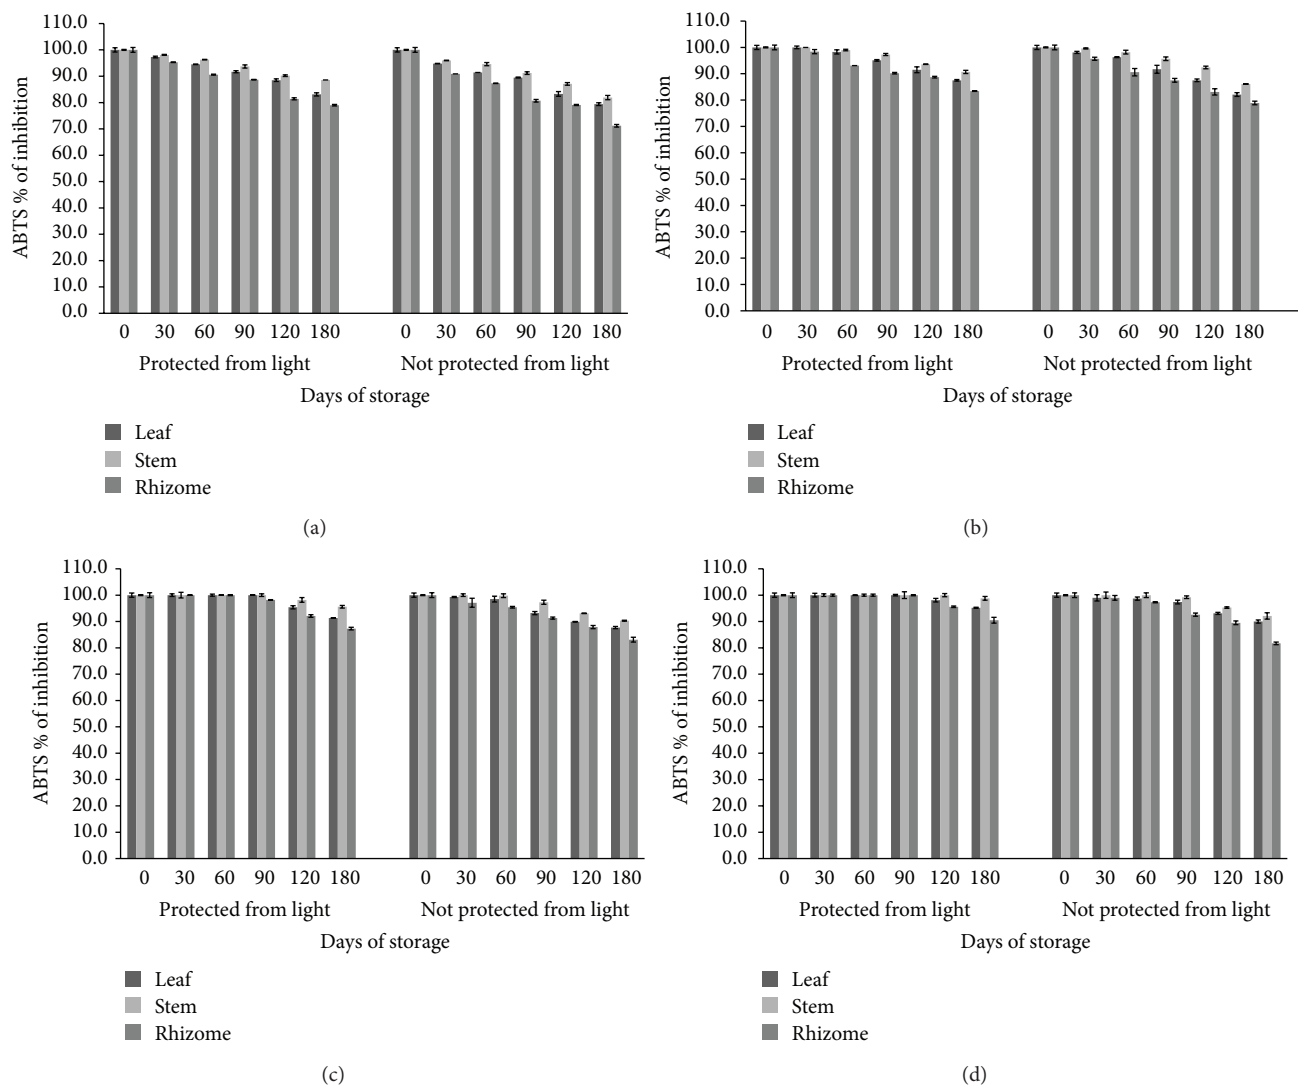 110.0
100.0
90.0
80.0
70.0
60.0
50.0
40.0
30.0
20.0
10.0
0.0
ABTS % of inhibition
0 30 60 90 120 180 0 30 60 90 120 180
Protected from light Not protected from light
Days of storage
Leaf
Stem
Rhizome
(a)
110.0
100.0
90.0
80.0
70.0
60.0
50.0
40.0
30.0
20.0
10.0
0.0
ABTS % of inhibition
0 30 60 90 120 180 0 30 60 90 120 180
Protected from light Not protected from light
Days of storage
Leaf
Stem
Rhizome
(b)
110.0
100.0
90.0
80.0
70.0
60.0
50.0
40.0
30.0
20.0
10.0
0.0
ABTS % of inhibition
0 30 60 90 120 180 0 30 60 90 120 180
Protected from light Not protected from light
Days of storage
Leaf
Stem
Rhizome
(c)
110.0
100.0
90.0
80.0
70.0
60.0
50.0
40.0
30.0
20.0
10.0
0.0
ABTS % of inhibition
0 30 60 90 120 180 0 30 60 90 120 180
Protected from light Not protected from light
Days of storage
Leaf
Stem
Rhizome
(d)